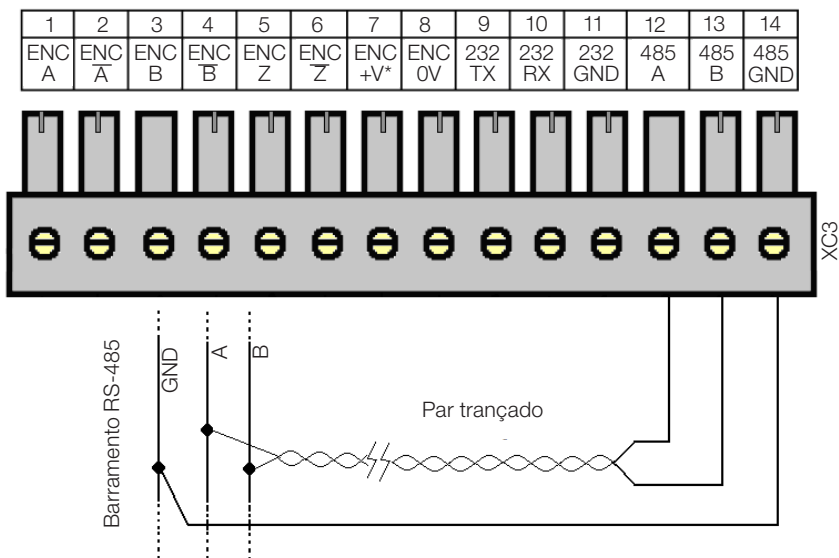 1 2 3 4 5 6 7 8 9 10 11 12 13 14
ENC ENC ENC ENC ENC ENC ENC ENC 232 232 232 485 485 485
A A̅ B B̅ Z Z̅ +V* 0V TX RX GND A B GND
XC3
Barramento RS-485
GND
A
B
Par trançado